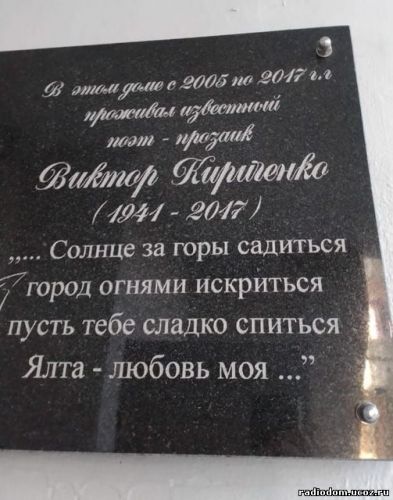 В этом доме с 2005 по 2017 г.г
проживал известный
поэт - прозаик
Виктор Кириченко
(1941 - 2017)
„... Солнце за горы садиться
город огнями искриться
пусть тебе сладко спиться
Ялта - любовь моя ...”
radiodom.ucoz.ru